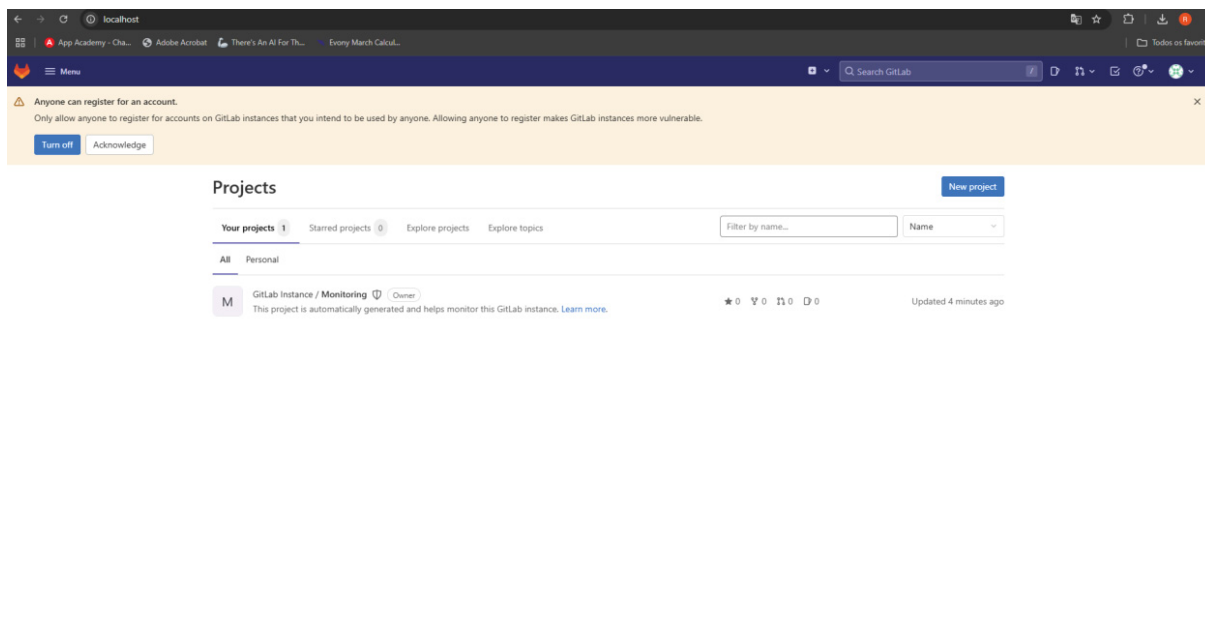 localhost
App Academy - Cha... Adobe Acrobat There's An AI For Th... Evony March Calcul... Todos os favorit
Menu Search GitLab /
Anyone can register for an account.
Only allow anyone to register for accounts on GitLab instances that you intend to be used by anyone. Allowing anyone to register makes GitLab instances more vulnerable.
Turn off Acknowledge
Projects New project
Your projects 1 Starred projects 0 Explore projects Explore topics Filter by name... Name
All Personal
M GitLab Instance / Monitoring Owner 0 0 0 0 Updated 4 minutes ago
This project is automatically generated and helps monitor this GitLab instance. Learn more.